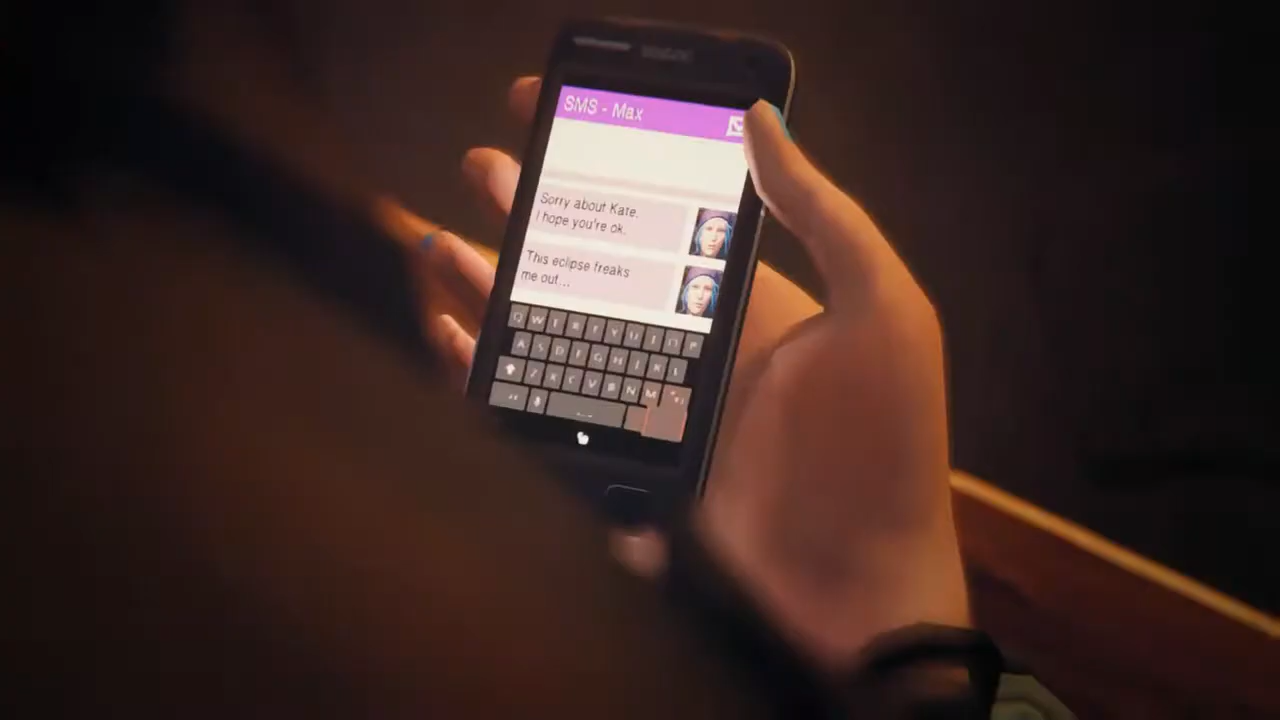 SMS - Max
Sorry about Kate.
I hope you're ok.
This eclipse freaks
me out...
Q W E R T Y U I O P
A S D F G H J K L
Z X C V B N M